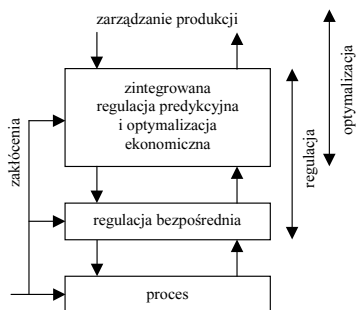 zarządzanie produkcji
zintegrowana
regulacja predykcyjna
i optymalizacja
ekonomiczna
regulacja bezpośrednia
proces
zakłócenia
regulacja
optymalizacja